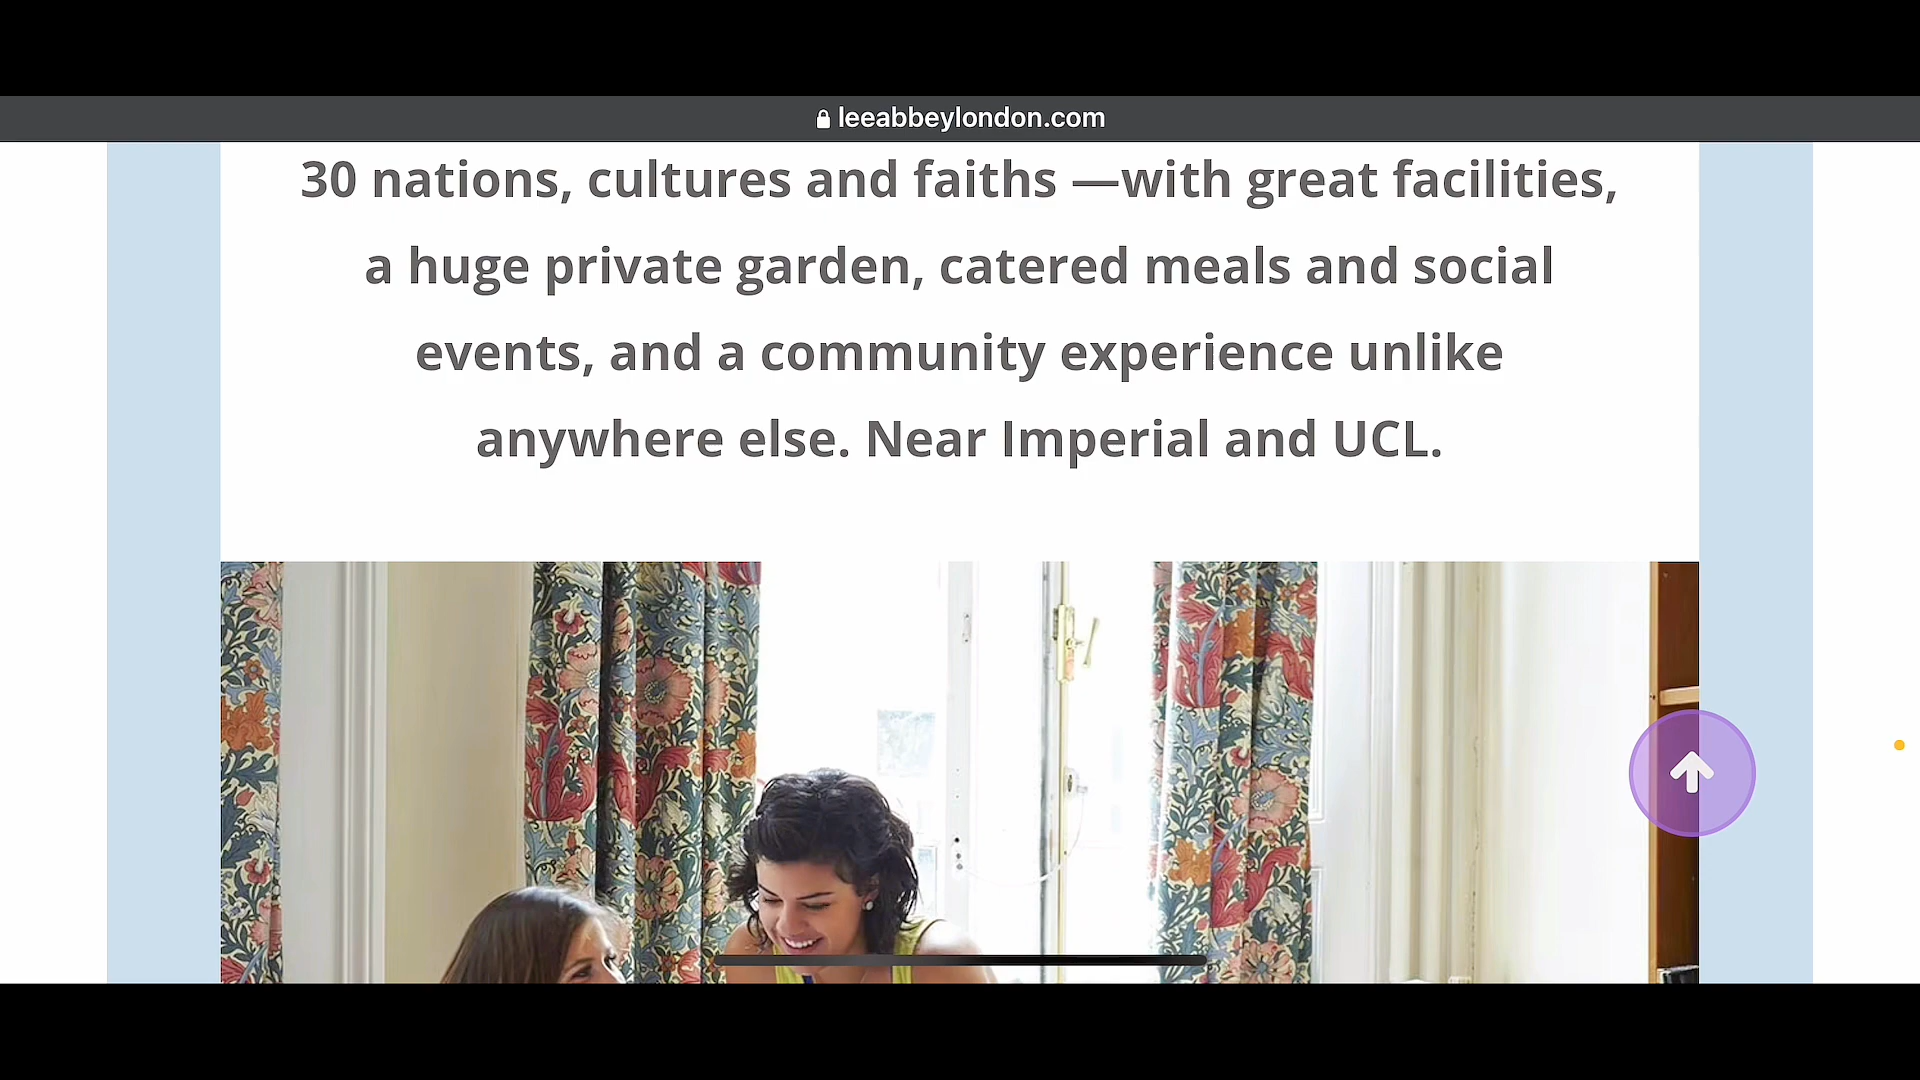 leeabbeylondon.com
30 nations, cultures and faiths —with great facilities,
a huge private garden, catered meals and social
events, and a community experience unlike
anywhere else. Near Imperial and UCL.